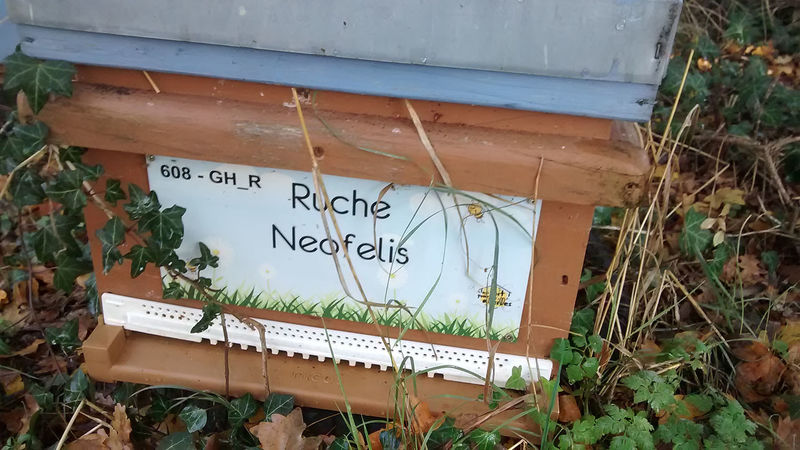 608 - GH_R
Ruche
Neofelis